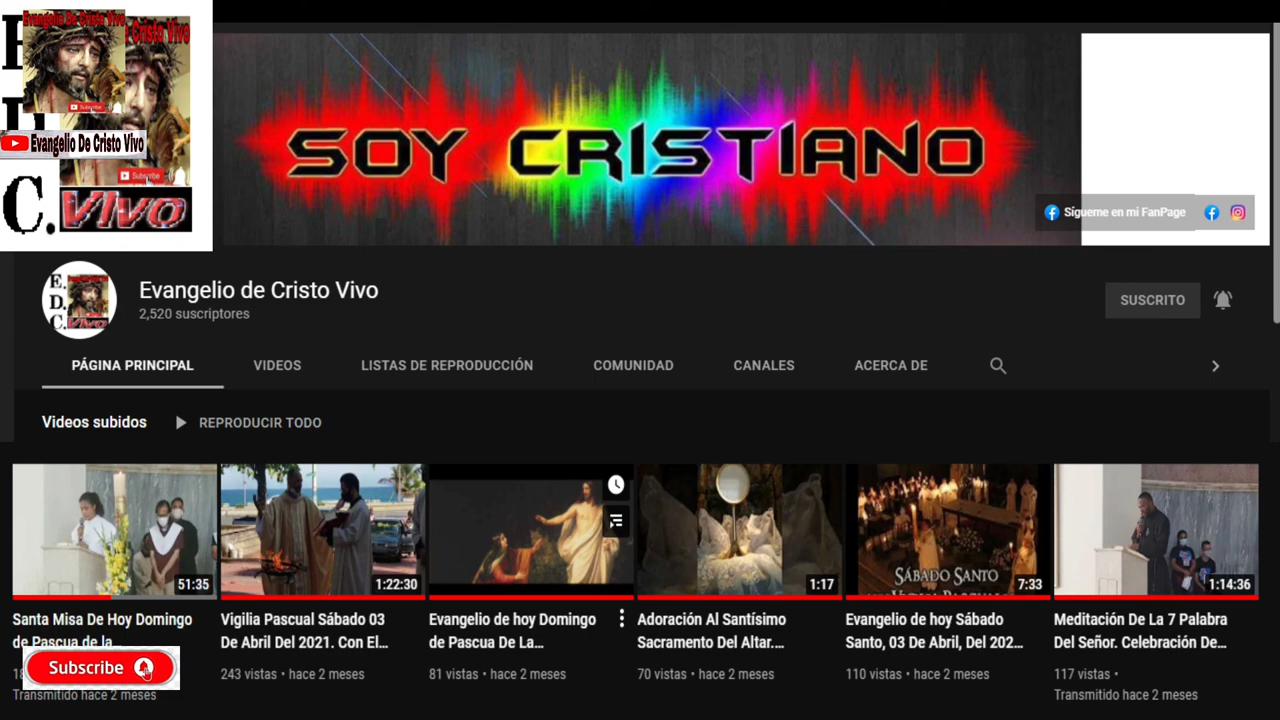 Evangelio De Cristo Vivo
Cristo Vivo
Subscribe
Evangelio De Cristo Vivo
Subscribe
C. Vivo
SOY CRISTIANO
Sígueme en mi FanPage
E.
D.
C. Vivo
Evangelio de Cristo Vivo
2,520 suscriptores
SUSCRITO
PÁGINA PRINCIPAL
VIDEOS
LISTAS DE REPRODUCCIÓN
COMUNIDAD
CANALES
ACERCA DE
Videos subidos
REPRODUCIR TODO
51:35
1:22:30
1:17
SÁBADO SANTO
7:33
1:14:36
Santa Misa De Hoy Domingo
de Pascua de la...
Transmitido hace 2 meses
Vigilia Pascual Sábado 03
De Abril Del 2021. Con El...
243 vistas • hace 2 meses
Evangelio de hoy Domingo
de Pascua De La...
81 vistas • hace 2 meses
Adoración Al Santísimo
Sacramento Del Altar....
70 vistas • hace 2 meses
Evangelio de hoy Sábado
Santo, 03 De Abril, Del 202...
110 vistas • hace 2 meses
Meditación De La 7 Palabra
Del Señor. Celebración De...
117 vistas •
Transmitido hace 2 meses
Subscribe